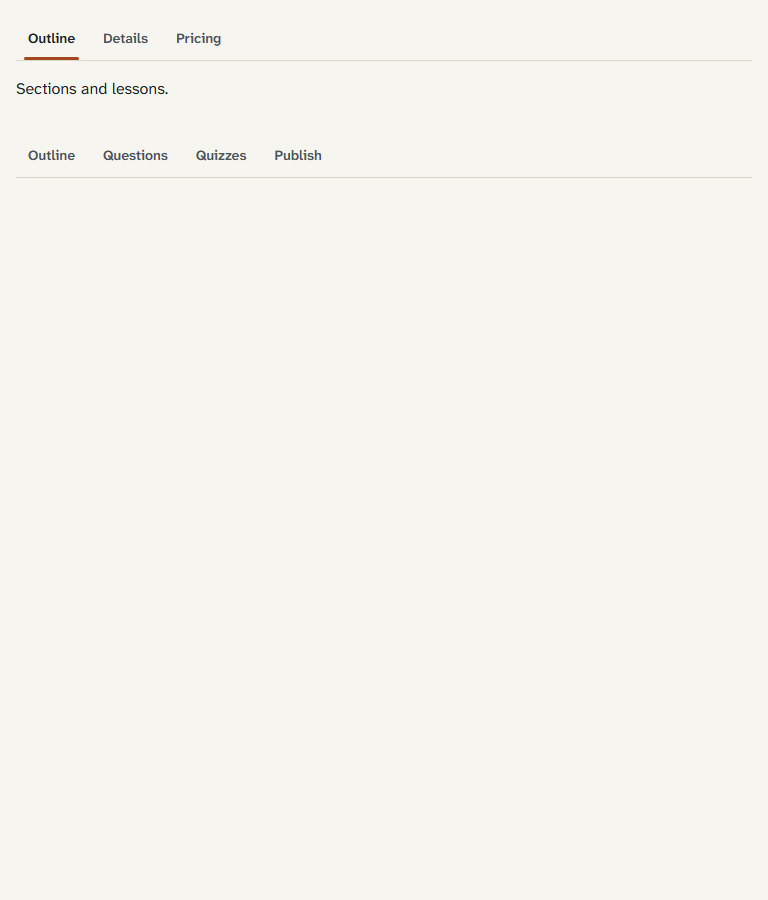 Outline Details Pricing
Sections and lessons.
Outline Questions Quizzes Publish